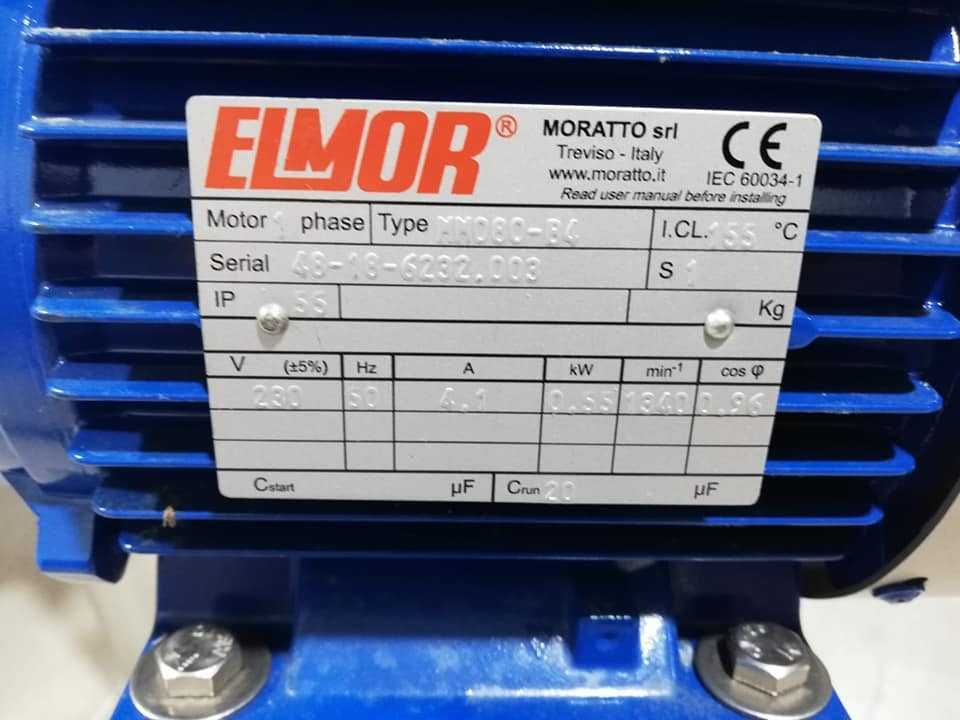 ELMOR® MORATTO srl CE
Treviso - Italy
www.moratto.it IEC 60034-1
Read user manual before installing
Motor 1 phase Type MM080-B4 I.CL. 155 °C
Serial 48-18-6232.003 S 1
IP 55 Kg
V (±5%) Hz A kW min-1 cos φ
230 50 4.1 0.55 1340 0.96
Cstart µF Crun 20 µF